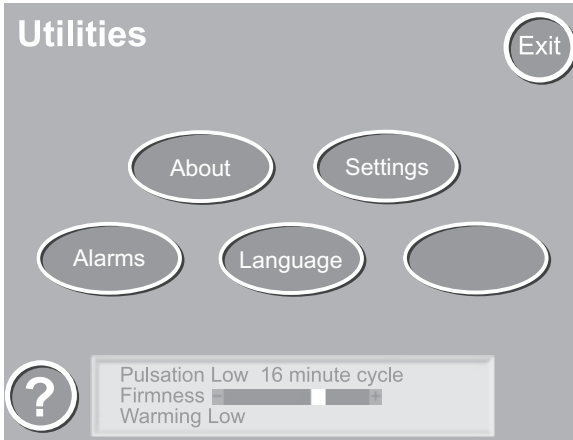 Utilities
Exit
About
Settings
Alarms
Language
?
Pulsation Low 16 minute cycle
Firmness - +
Warming Low